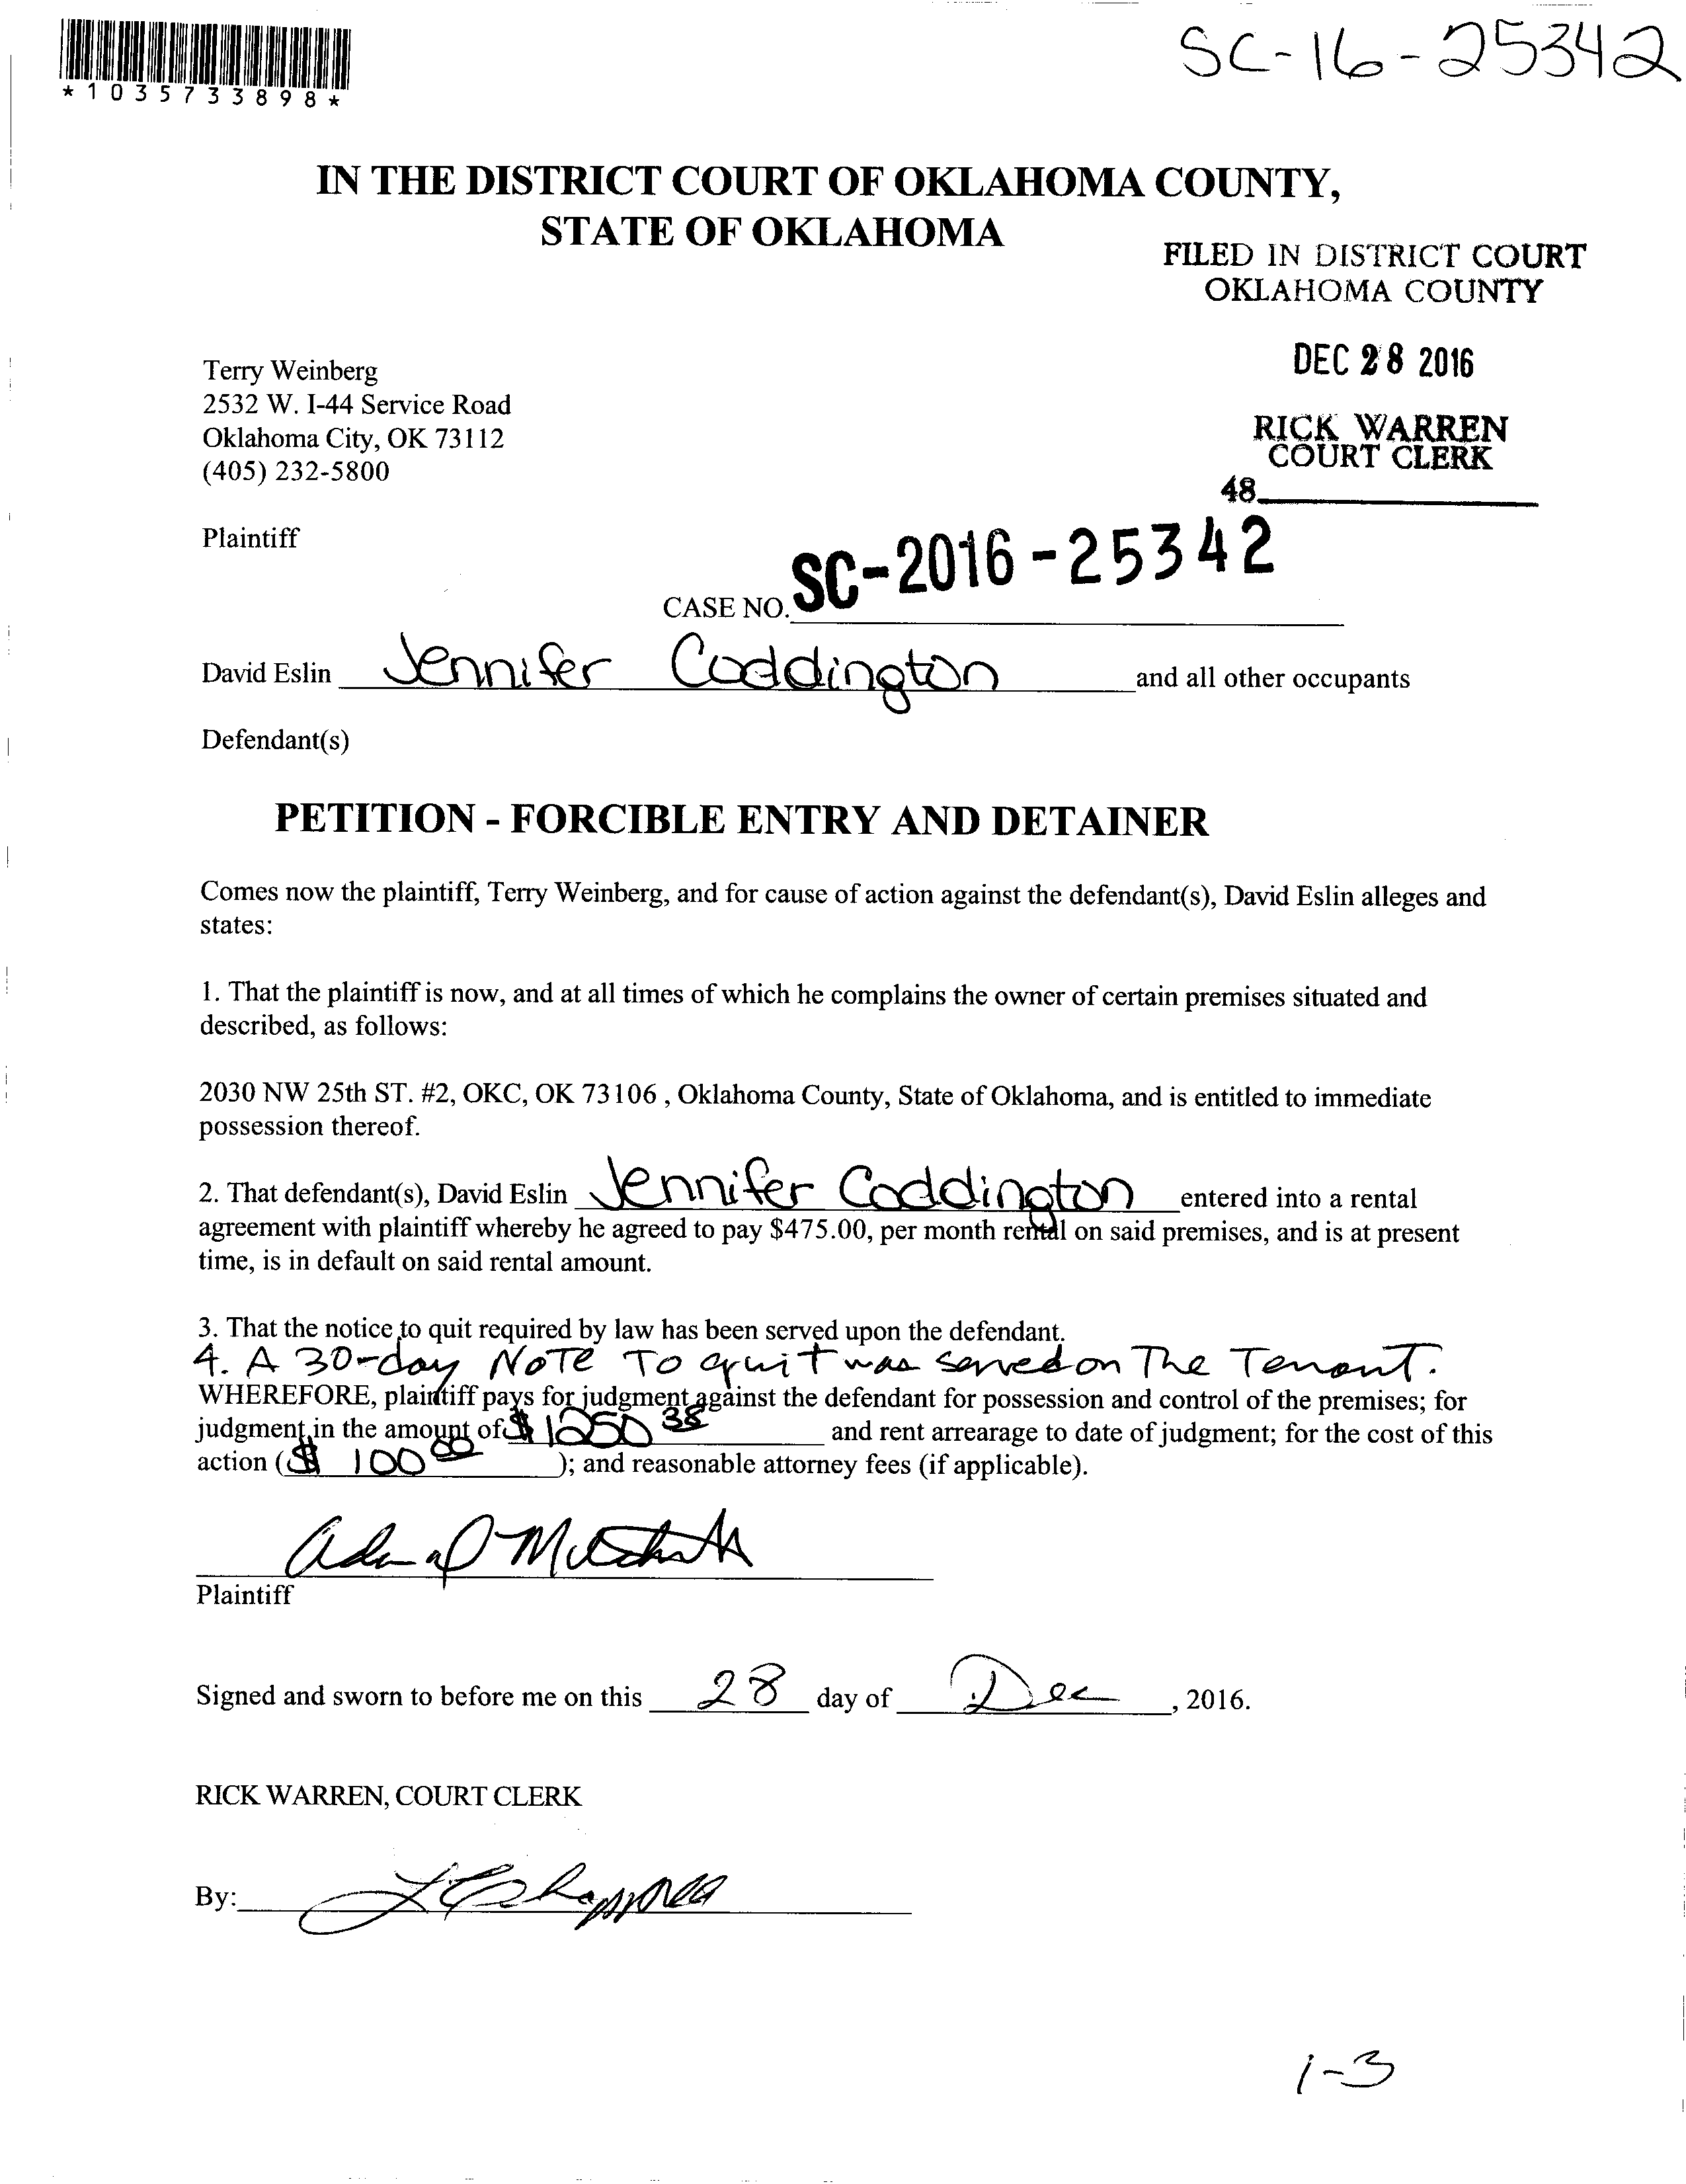 SC-16-25342
*1035733898*
IN THE DISTRICT COURT OF OKLAHOMA COUNTY,
STATE OF OKLAHOMA
FILED IN DISTRICT COURT
OKLAHOMA COUNTY
DEC 28 2016
RICK WARREN
COURT CLERK
48
Terry Weinberg
2532 W. I-44 Service Road
Oklahoma City, OK 73112
(405) 232-5800
Plaintiff
CASE NO. SC-2016-25342
David Eslin Jennifer Coddington and all other occupants
Defendant(s)
PETITION - FORCIBLE ENTRY AND DETAINER
Comes now the plaintiff, Terry Weinberg, and for cause of action against the defendant(s), David Eslin alleges and
states:
1. That the plaintiff is now, and at all times of which he complains the owner of certain premises situated and
described, as follows:
2030 NW 25th ST. #2, OKC, OK 73106 , Oklahoma County, State of Oklahoma, and is entitled to immediate
possession thereof.
2. That defendant(s), David Eslin Jennifer Coddington entered into a rental
agreement with plaintiff whereby he agreed to pay $475.00, per month rental on said premises, and is at present
time, is in default on said rental amount.
3. That the notice to quit required by law has been served upon the defendant.
4. A 30-day NOTE TO quit was served on The Tenant.
WHEREFORE, plaintiff pays for judgment against the defendant for possession and control of the premises; for
judgment in the amount of $ 1250 38 and rent arrearage to date of judgment; for the cost of this
action ($ 100 00); and reasonable attorney fees (if applicable).
Plaintiff
Signed and sworn to before me on this 28 day of Dec, 2016.
RICK WARREN, COURT CLERK
By:
1-3